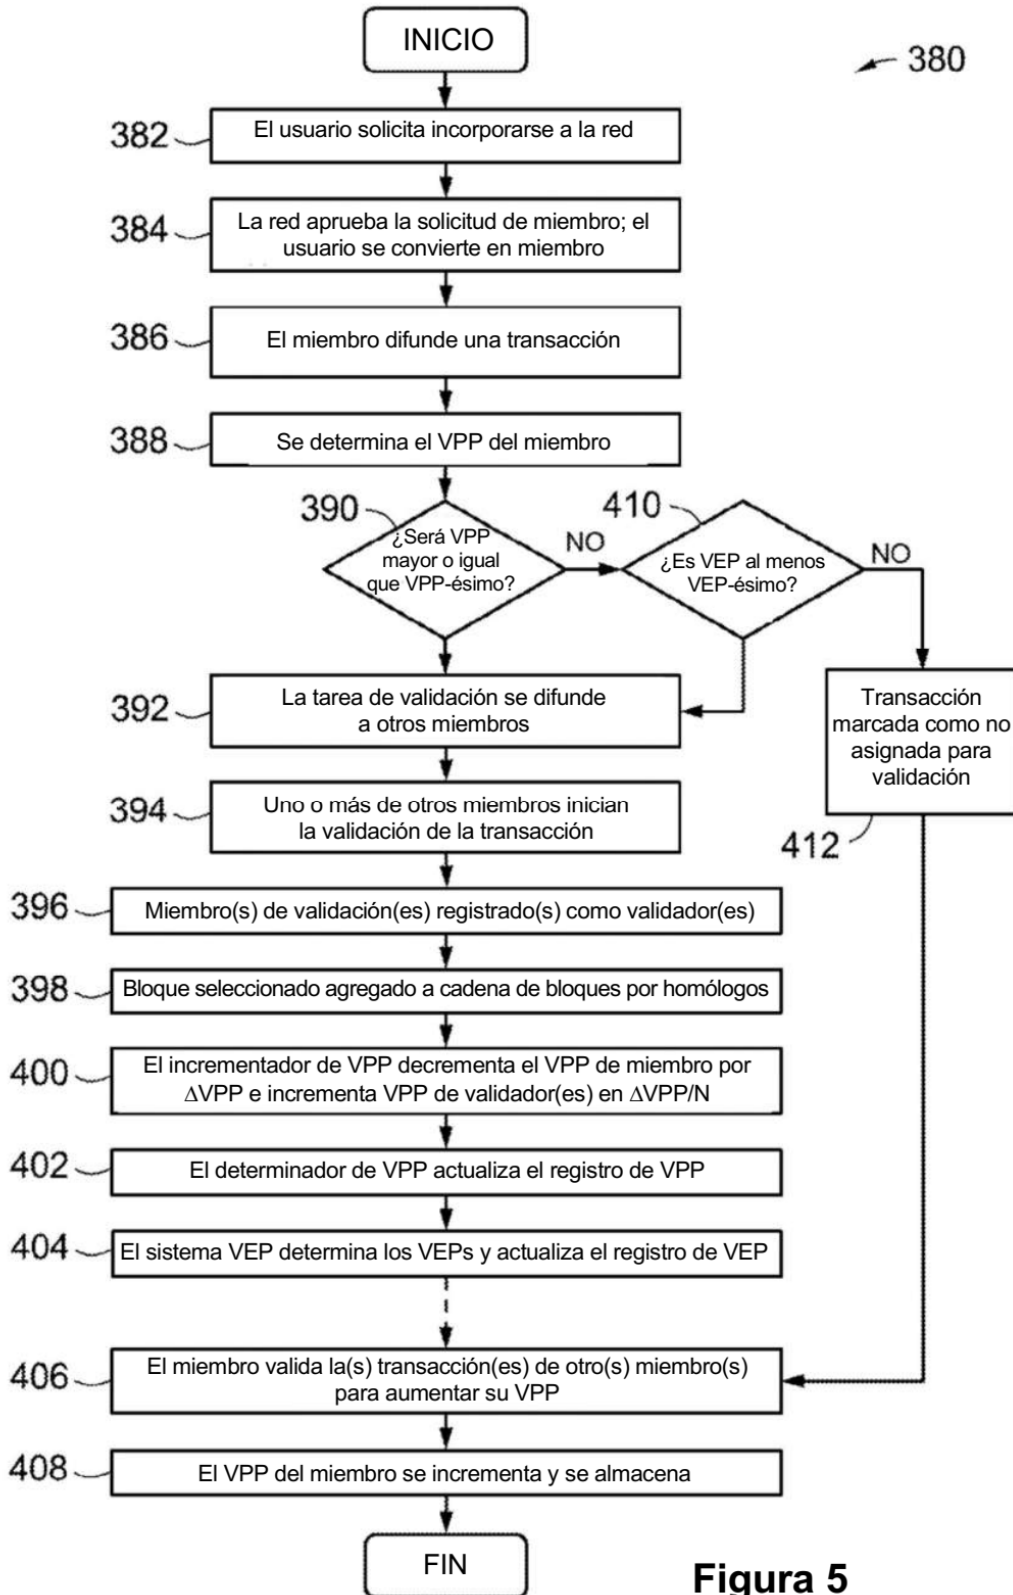 INICIO
380
382
El usuario solicita incorporarse a la red
384
La red aprueba la solicitud de miembro; el
usuario se convierte en miembro
386
El miembro difunde una transacción
388
Se determina el VPP del miembro
390
¿Será VPP
mayor o igual
que VPP-ésimo?
NO
410
¿Es VEP al menos
VEP-ésimo?
NO
392
La tarea de validación se difunde
a otros miembros
Transacción
marcada como no
asignada para
validación
412
394
Uno o más de otros miembros inician
la validación de la transacción
396
Miembro(s) de validación(es) registrado(s) como validador(es)
398
Bloque seleccionado agregado a cadena de bloques por homólogos
400
El incrementador de VPP decrementa el VPP de miembro por
ΔVPP e incrementa VPP de validador(es) en ΔVPP/N
402
El determinador de VPP actualiza el registro de VPP
404
El sistema VEP determina los VEPs y actualiza el registro de VEP
406
El miembro valida la(s) transacción(es) de otro(s) miembro(s)
para aumentar su VPP
408
El VPP del miembro se incrementa y se almacena
FIN
Figura 5